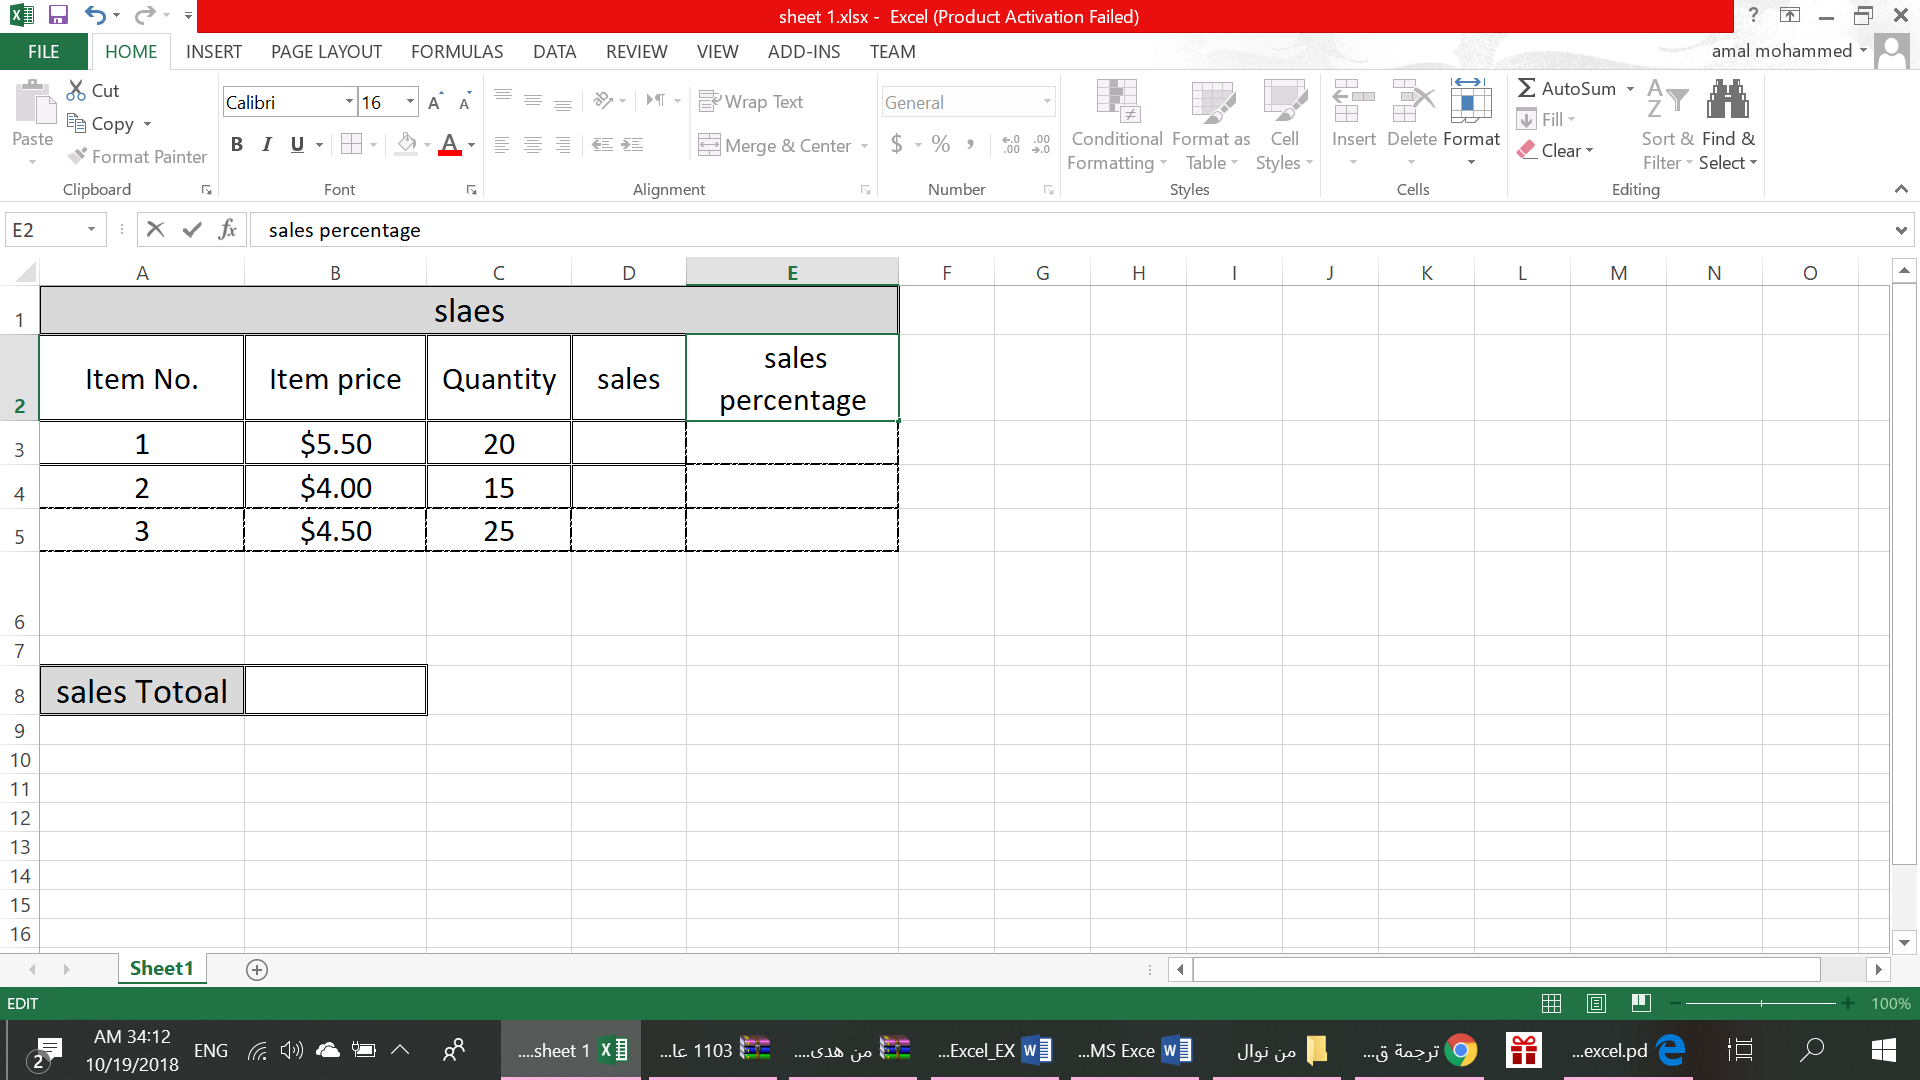 sheet 1.xlsx - Excel (Product Activation Failed)
?
FILE HOME INSERT PAGE LAYOUT FORMULAS DATA REVIEW VIEW ADD-INS TEAM
amal mohammed
Paste
Cut
Copy
Format Painter
Clipboard
Calibri 16
B I U
Font
Wrap Text
Merge & Center
Alignment
General
$ % ,
Number
Conditional Formatting
Format as Table
Cell Styles
Styles
Insert Delete Format
Cells
AutoSum
Fill
Clear
Sort & Filter
Find & Select
Editing
E2 fx sales percentage
A B C D E F G H I J K L M N O
1 slaes
2 Item No. Item price Quantity sales sales percentage
3 1 $5.50 20
4 2 $4.00 15
5 3 $4.50 25
6
7
8 sales Totoal
9
10
11
12
13
14
15
16
Sheet1
EDIT
100%
AM 34:12
10/19/2018
2
ENG
....sheet 1
...عا 1103
....من هدى
...Excel_EX
...MS Exce
من نوال
...ترجمة ق
...excel.pd